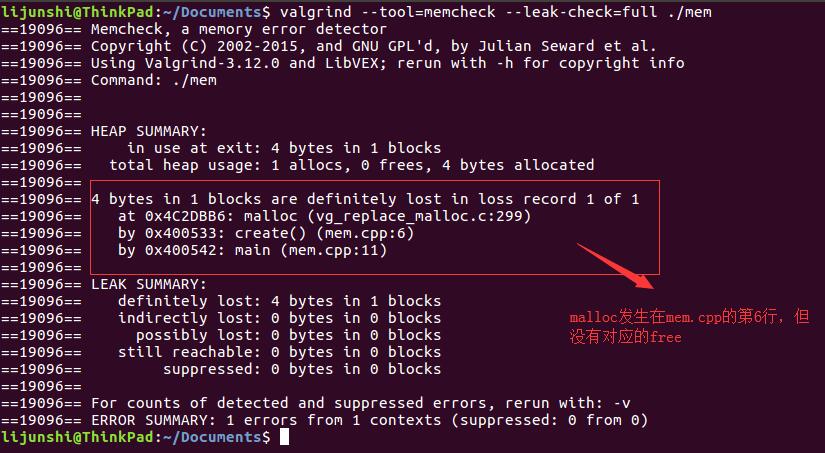 lijunshi@ThinkPad:~/Documents$ valgrind --tool=memcheck --leak-check=full ./mem
==19096== Memcheck, a memory error detector
==19096== Copyright (C) 2002-2015, and GNU GPL'd, by Julian Seward et al.
==19096== Using Valgrind-3.12.0 and LibVEX; rerun with -h for copyright info
==19096== Command: ./mem
==19096==
==19096==
==19096== HEAP SUMMARY:
==19096==     in use at exit: 4 bytes in 1 blocks
==19096==   total heap usage: 1 allocs, 0 frees, 4 bytes allocated
==19096==
==19096== 4 bytes in 1 blocks are definitely lost in loss record 1 of 1
==19096==    at 0x4C2DBB6: malloc (vg_replace_malloc.c:299)
==19096==    by 0x400533: create() (mem.cpp:6)
==19096==    by 0x400542: main (mem.cpp:11)
==19096==
==19096== LEAK SUMMARY:
==19096==    definitely lost: 4 bytes in 1 blocks
==19096==    indirectly lost: 0 bytes in 0 blocks
==19096==      possibly lost: 0 bytes in 0 blocks
==19096==    still reachable: 0 bytes in 0 blocks
==19096==         suppressed: 0 bytes in 0 blocks
==19096==
==19096== For counts of detected and suppressed errors, rerun with: -v
==19096== ERROR SUMMARY: 1 errors from 1 contexts (suppressed: 0 from 0)
lijunshi@ThinkPad:~/Documents$
malloc发生在mem.cpp的第6行，但
没有对应的free